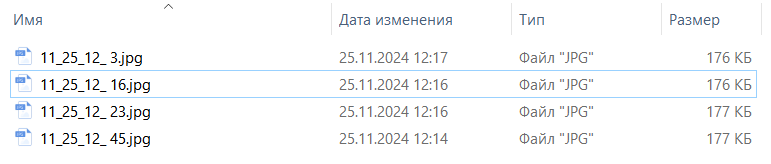 Имя Дата изменения Тип Размер
11_25_12_ 3.jpg 25.11.2024 12:17 Файл "JPG" 176 КБ
11_25_12_ 16.jpg 25.11.2024 12:16 Файл "JPG" 176 КБ
11_25_12_ 23.jpg 25.11.2024 12:16 Файл "JPG" 177 КБ
11_25_12_ 45.jpg 25.11.2024 12:14 Файл "JPG" 177 КБ